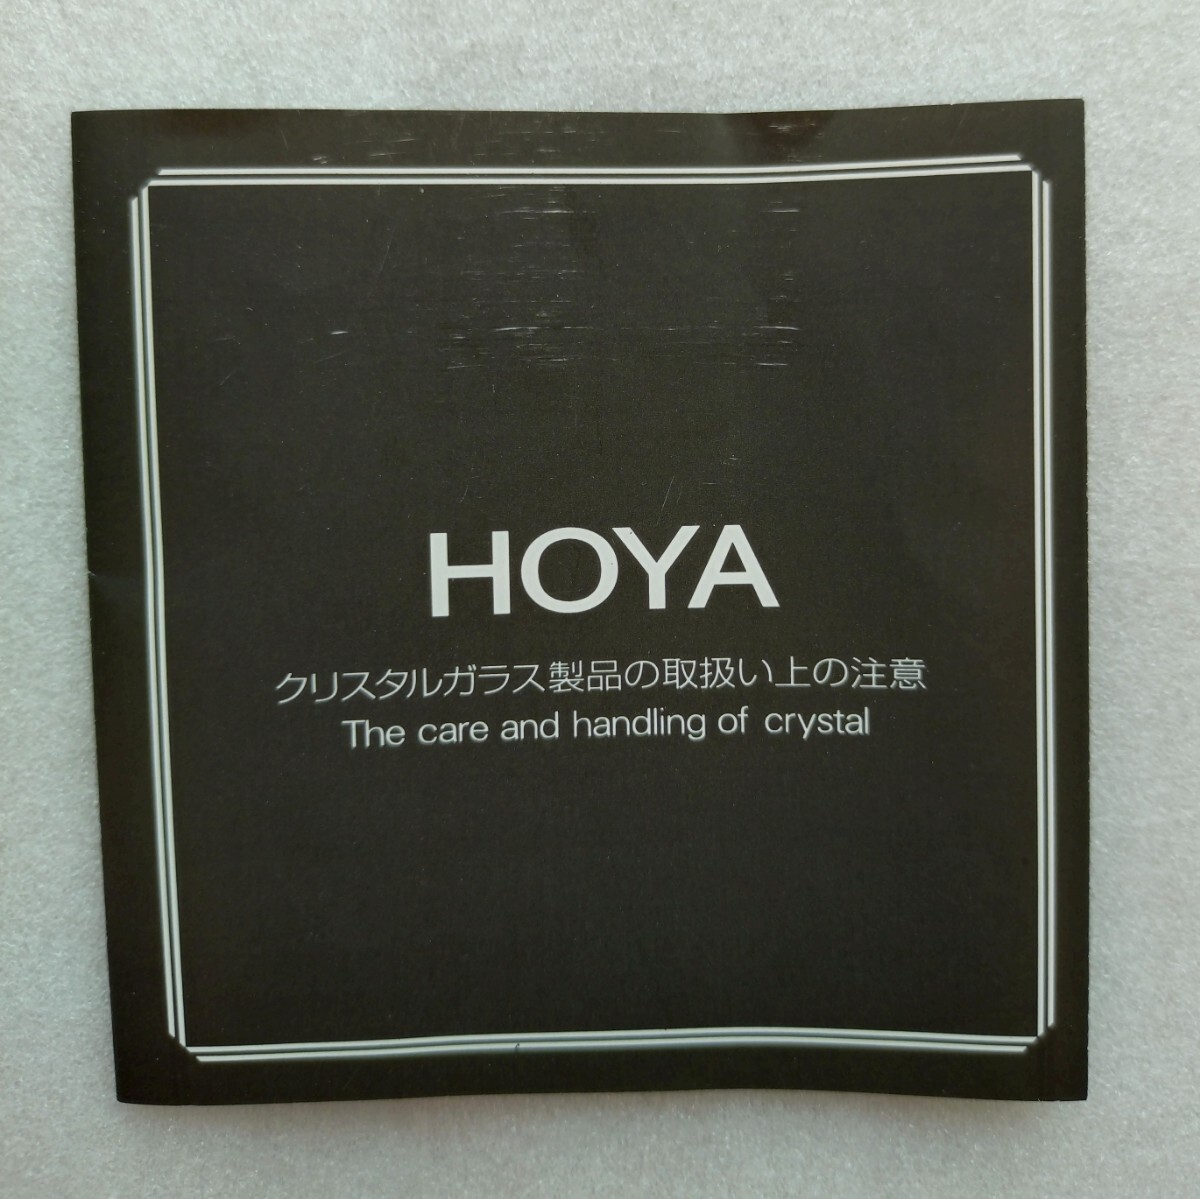 HOYA
クリスタルガラス製品の取扱い上の注意
The care and handling of crystal